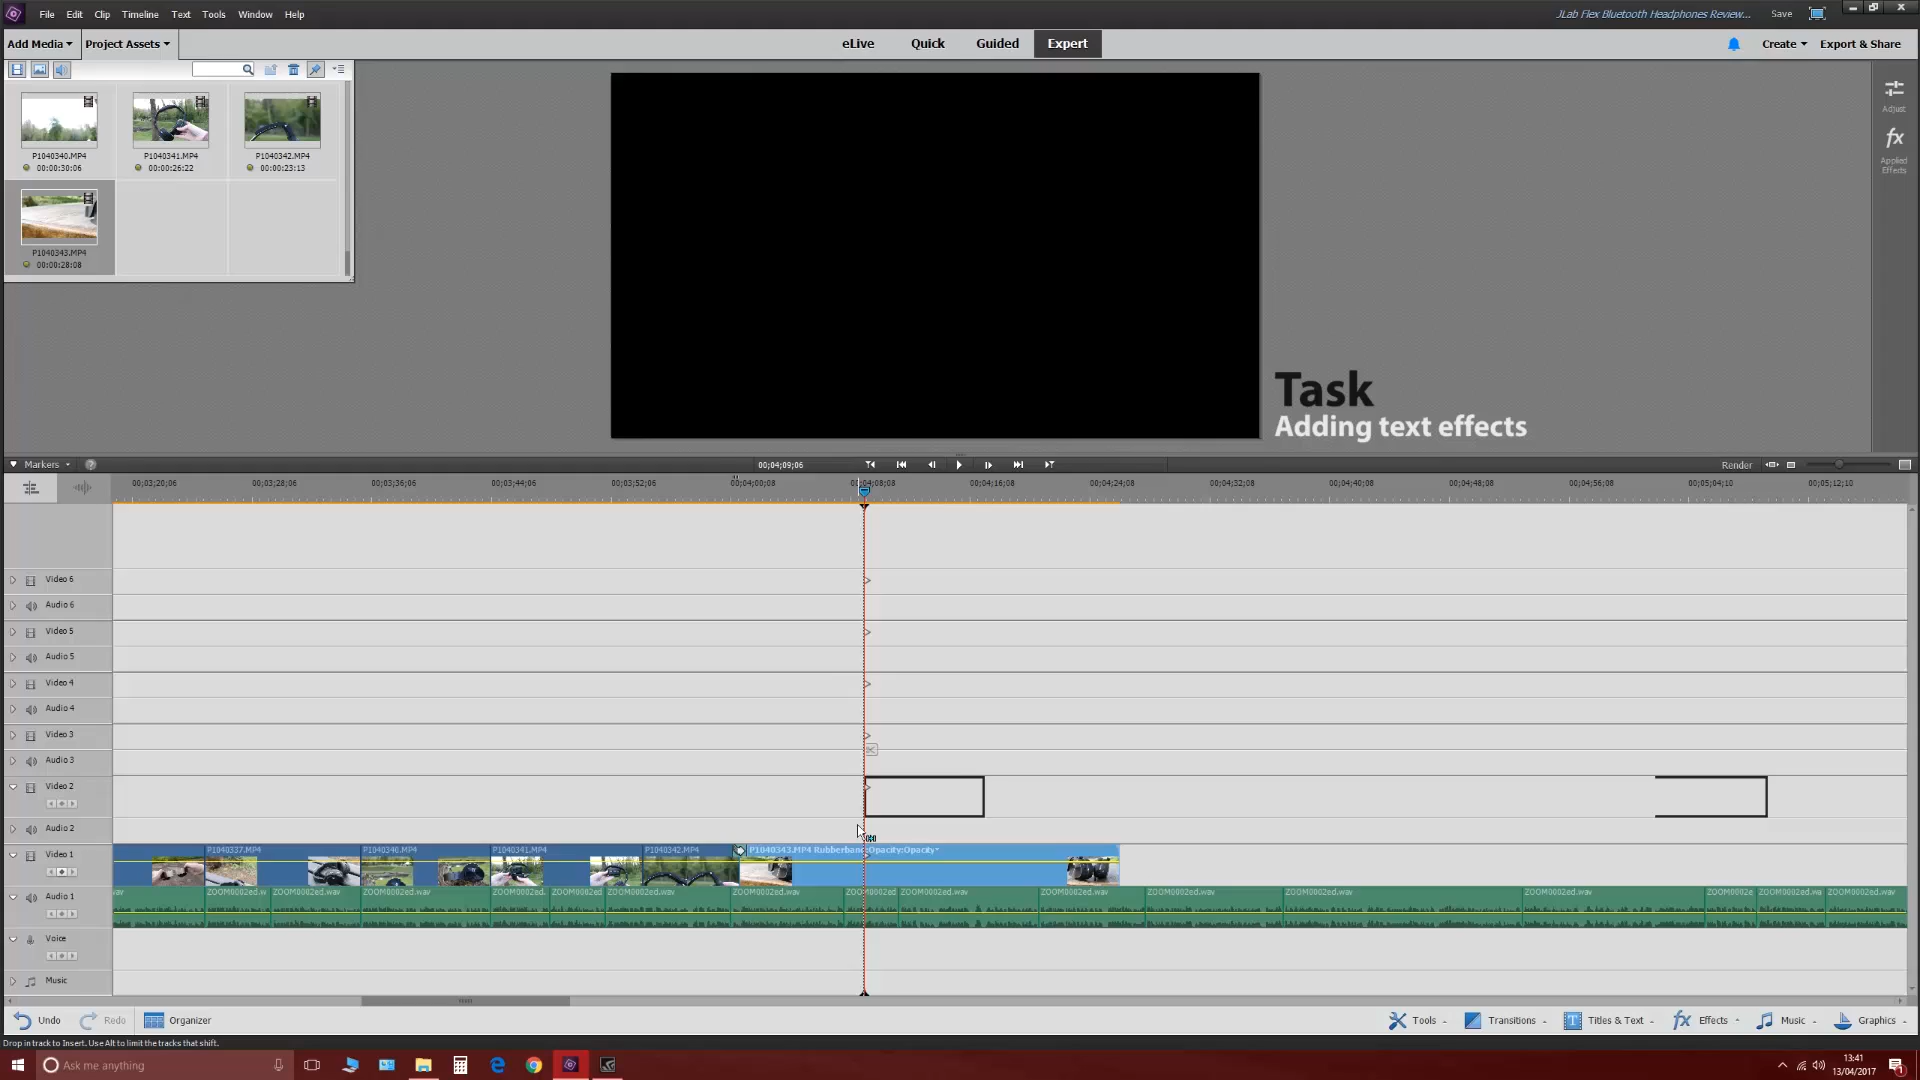 File Edit Clip Timeline Text Tools Window Help
JLab Flex Bluetooth Headphones Review... Save
Add Media Project Assets
eLive Quick Guided Expert
Create Export & Share
P1040340.MP4 P1040341.MP4 P1040342.MP4
00:00:30:06 00:00:26:22 00:00:23:13
P1040343.MP4
00:00:28:08
Adjust
fx
Applied
Effects
Task
Adding text effects
Markers
00;04;09;06
Render
00;03;20;06 00;03;28;06 00;03;36;06 00;03;44;06 00;03;52;06 00;04;00;08 00;04;08;08 00;04;16;08 00;04;24;08 00;04;32;08 00;04;40;08 00;04;48;08 00;04;56;08 00;05;04;10 00;05;12;10
Video 6
Audio 6
Video 5
Audio 5
Video 4
Audio 4
Video 3
Audio 3
Video 2
Audio 2
Video 1
P1040337.MP4 P1040340.MP4 P1040341.MP4 P1040342.MP4 P1040343.MP4 Rubberband:Opacity:Opacity
Audio 1
wav ZOOM0002ed.w ZOOM0002ed.wav ZOOM0002ed.wav ZOOM0002ed. ZOOM0002ed. ZOOM0002ed.wav ZOOM0002ed.wav ZOOM0002ed ZOOM0002ed.wav ZOOM0002ed.wav ZOOM0002ed.wav ZOOM0002ed.wav ZOOM0002ed.wav ZOOM0002e ZOOM0002ed.wa ZOOM0002ed.wav
Voice
Music
Undo Redo Organizer
Tools Transitions Titles & Text Effects Music Graphics
Drop in track to Insert. Use Alt to limit the tracks that shift.
Ask me anything
13:41
13/04/2017